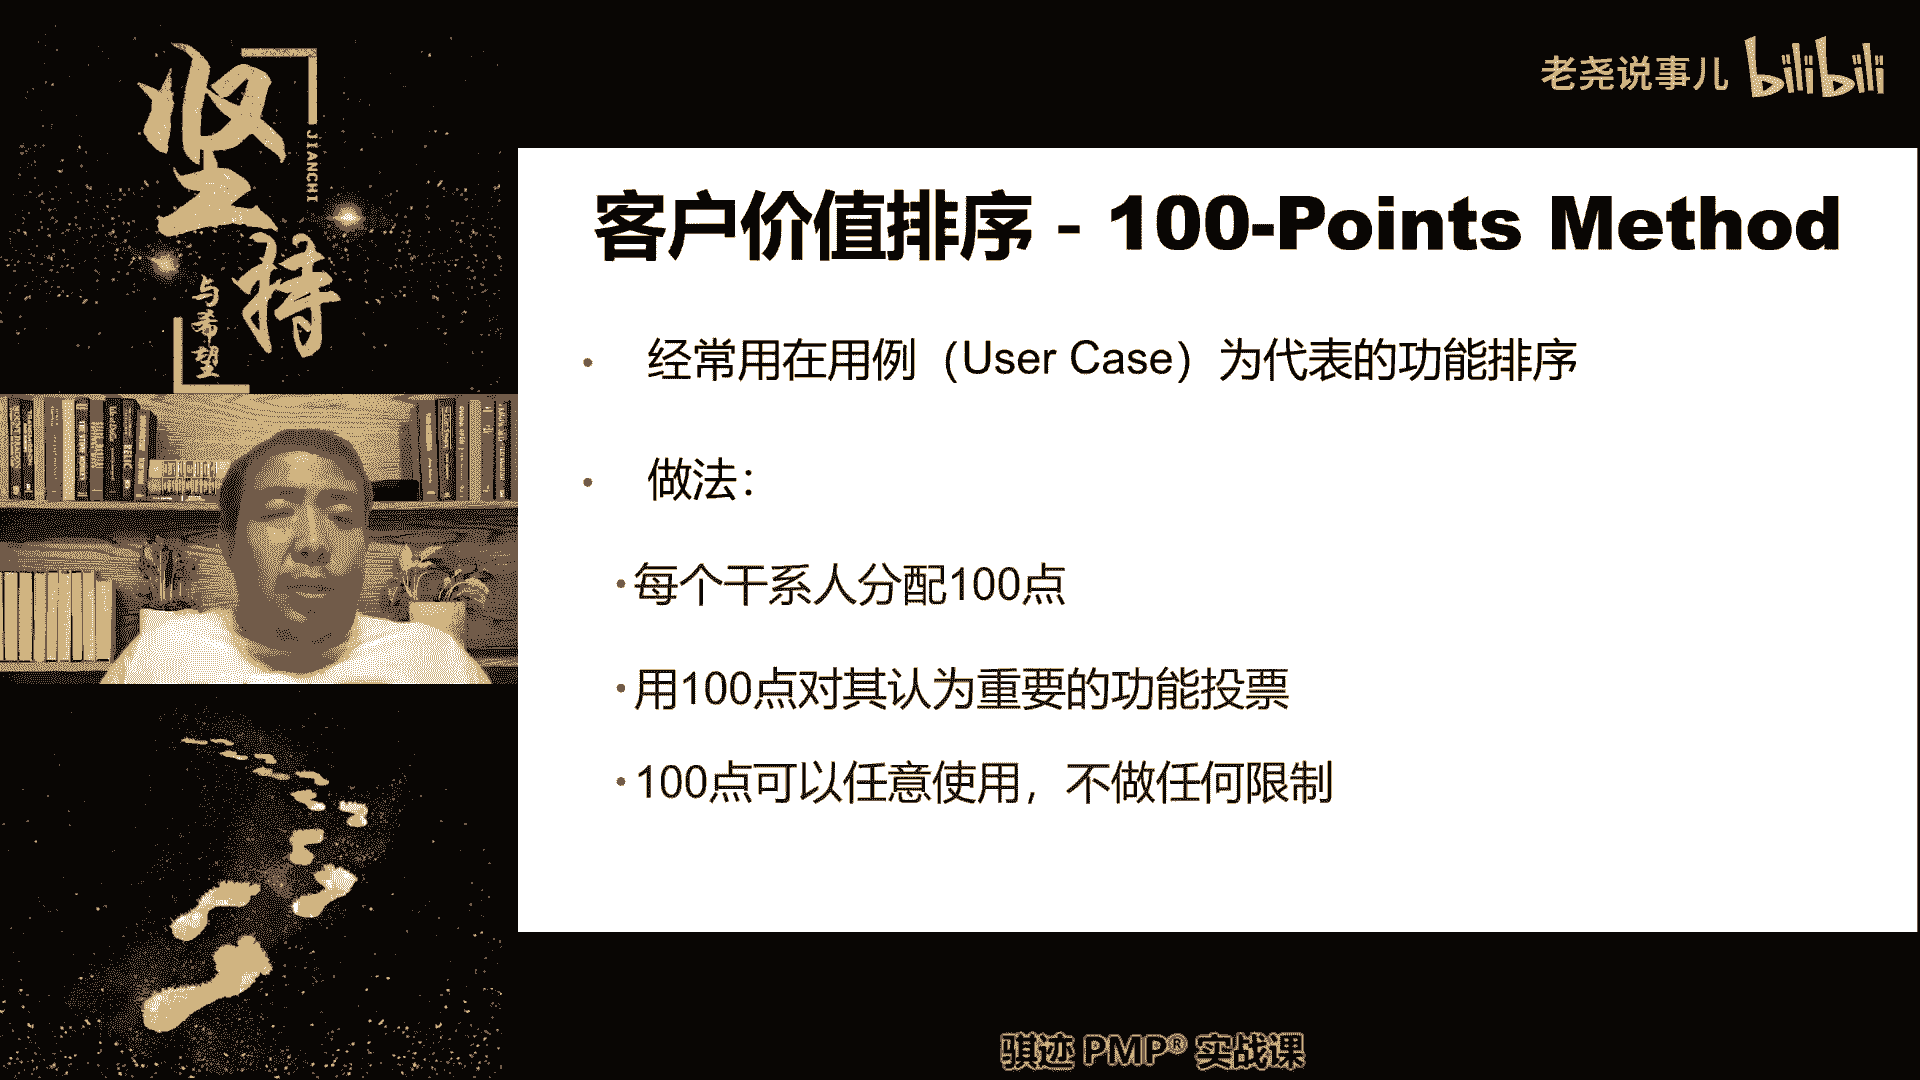 坚持
JIANCHI
与希望
老尧说事儿 bilibili
客户价值排序 - 100-Points Method
• 经常用在用例（User Case）为代表的功能排序
• 做法：
• 每个干系人分配100点
• 用100点对其认为重要的功能投票
• 100点可以任意使用，不做任何限制
骐迹 PMP® 实战课